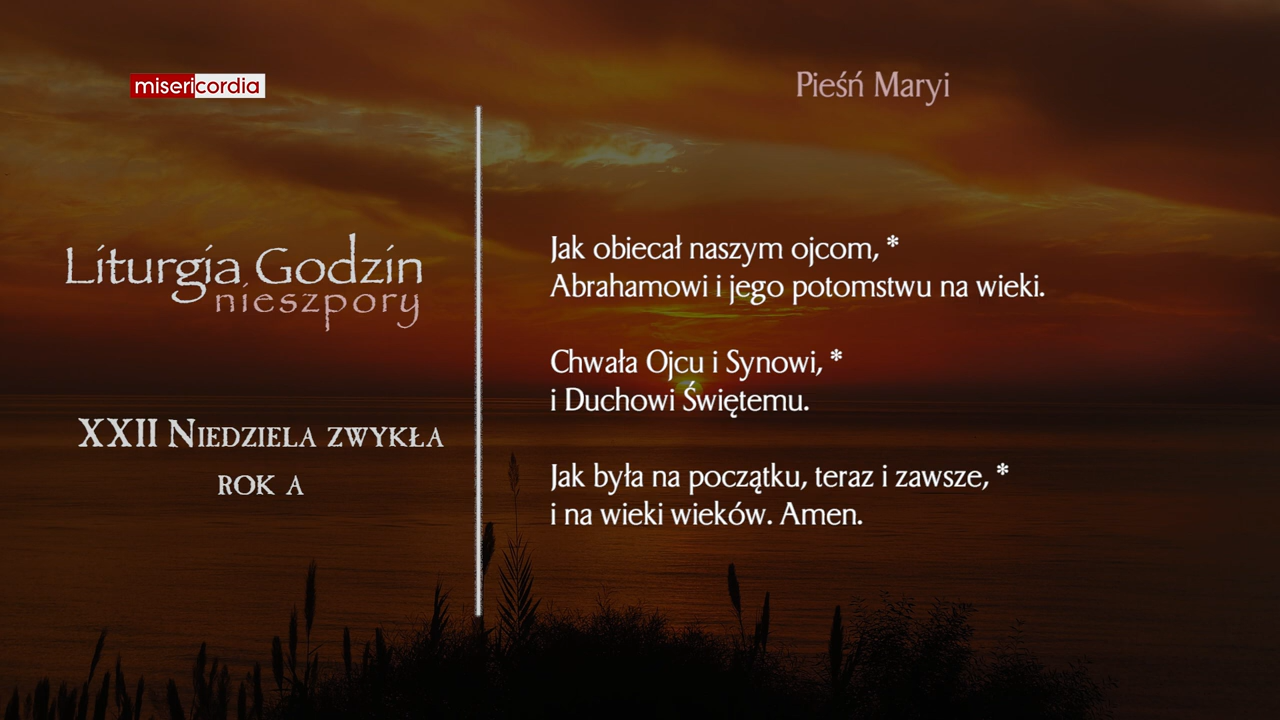 misericordia
Liturgia Godzin
nieszpory
XXII Niedziela zwykła
rok A
Pieśń Maryi
Jak obiecał naszym ojcom, *
Abrahamowi i jego potomstwu na wieki.
Chwała Ojcu i Synowi, *
i Duchowi Świętemu.
Jak była na początku, teraz i zawsze, *
i na wieki wieków. Amen.